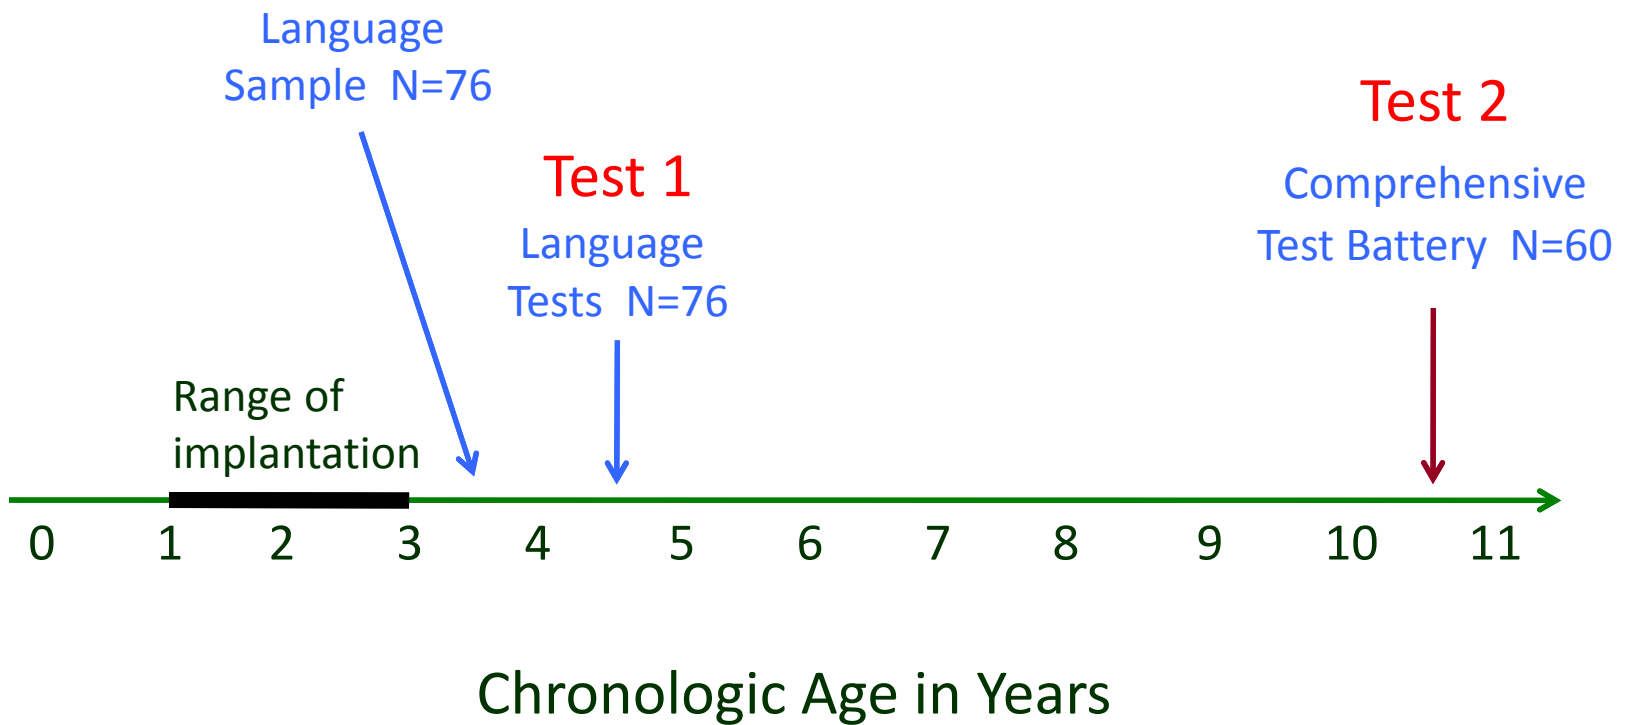 Language
Sample N=76
Test 1
Language
Tests N=76
Test 2
Comprehensive
Test Battery N=60
Range of
implantation
0 1 2 3 4 5 6 7 8 9 10 11
Chronologic Age in Years